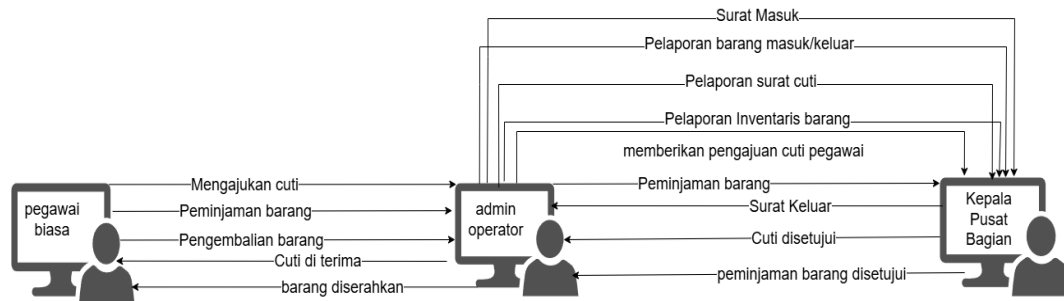 Surat Masuk
Pelaporan barang masuk/keluar
Pelaporan surat cuti
Pelaporan Inventaris barang
memberikan pengajuan cuti pegawai
pegawai
biasa
Mengajukan cuti
Peminjaman barang
Pengembalian barang
Cuti di terima
barang diserahkan
admin
operator
Peminjaman barang
Surat Keluar
Cuti disetujui
peminjaman barang disetujui
Kepala
Pusat
Bagian